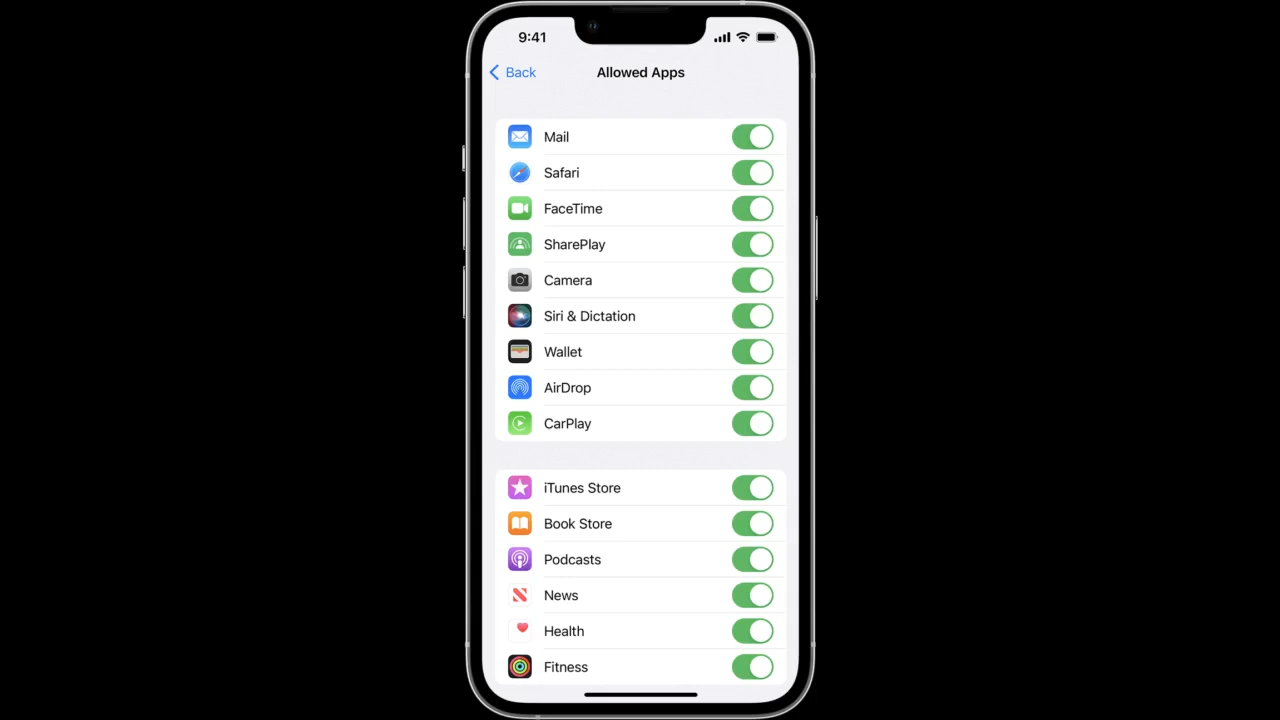 9:41
Back
Allowed Apps
Mail
Safari
FaceTime
SharePlay
Camera
Siri & Dictation
Wallet
AirDrop
CarPlay
iTunes Store
Book Store
Podcasts
News
Health
Fitness